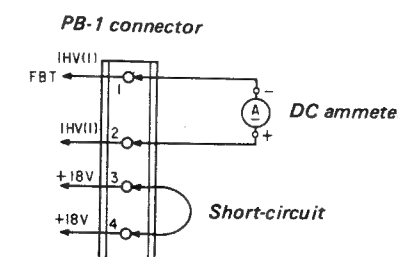 PB-1 connector
IHV(I)
FBT
1
A
−
+
DC ammete
IHV(I)
2
+18V
3
Short-circuit
+18V
4